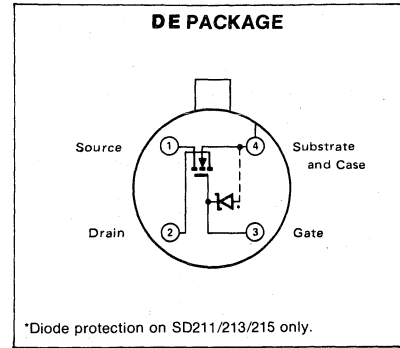 DE PACKAGE
Source 1 4 Substrate
and Case
Drain 2 3 Gate
*Diode protection on SD211/213/215 only.